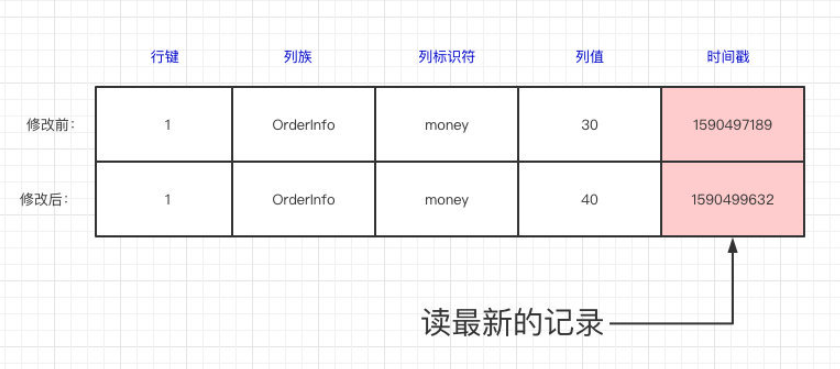 行键 列族 列标识符 列值 时间戳
修改前: 1 OrderInfo money 30 1590497189
修改后: 1 OrderInfo money 40 1590499632
读最新的记录